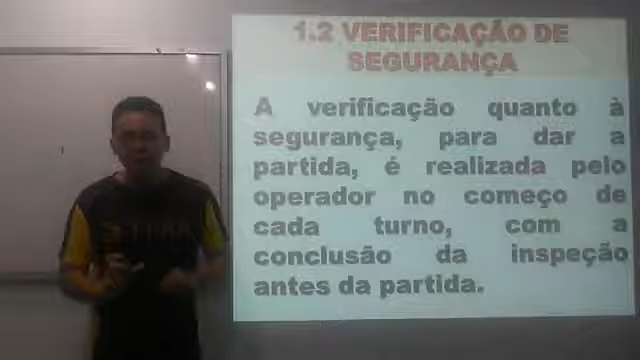 1.2 VERIFICAÇÃO DE
SEGURANÇA
A verificação quanto à
segurança, para dar a
partida, é realizada pelo
operador no começo de
cada turno, com a
conclusão da inspeção
antes da partida.